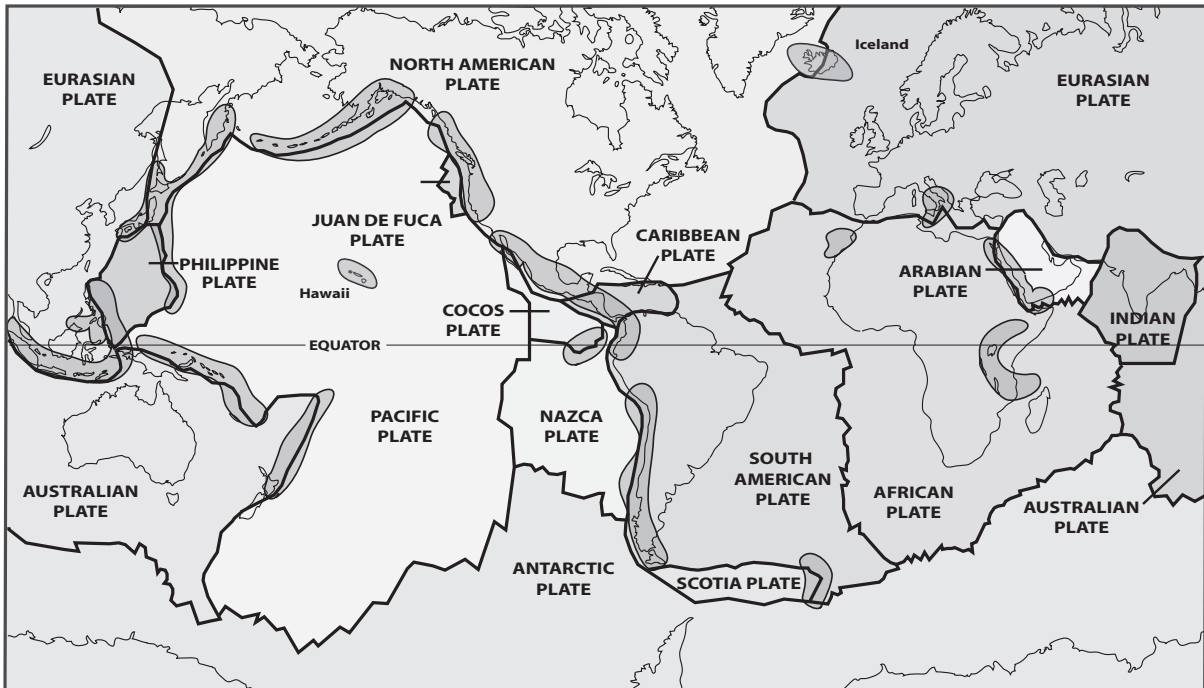 EURASIAN
PLATE
NORTH AMERICAN
PLATE
Iceland
EURASIAN
PLATE
JUAN DE FUCA
PLATE
CARIBBEAN
PLATE
PHILIPPINE
PLATE
Hawaii
ARABIAN
PLATE
COCOS
PLATE
INDIAN
PLATE
EQUATOR
PACIFIC
PLATE
NAZCA
PLATE
SOUTH
AMERICAN
PLATE
AUSTRALIAN
PLATE
AFRICAN
PLATE
AUSTRALIAN
PLATE
ANTARCTIC
PLATE
SCOTIA PLATE